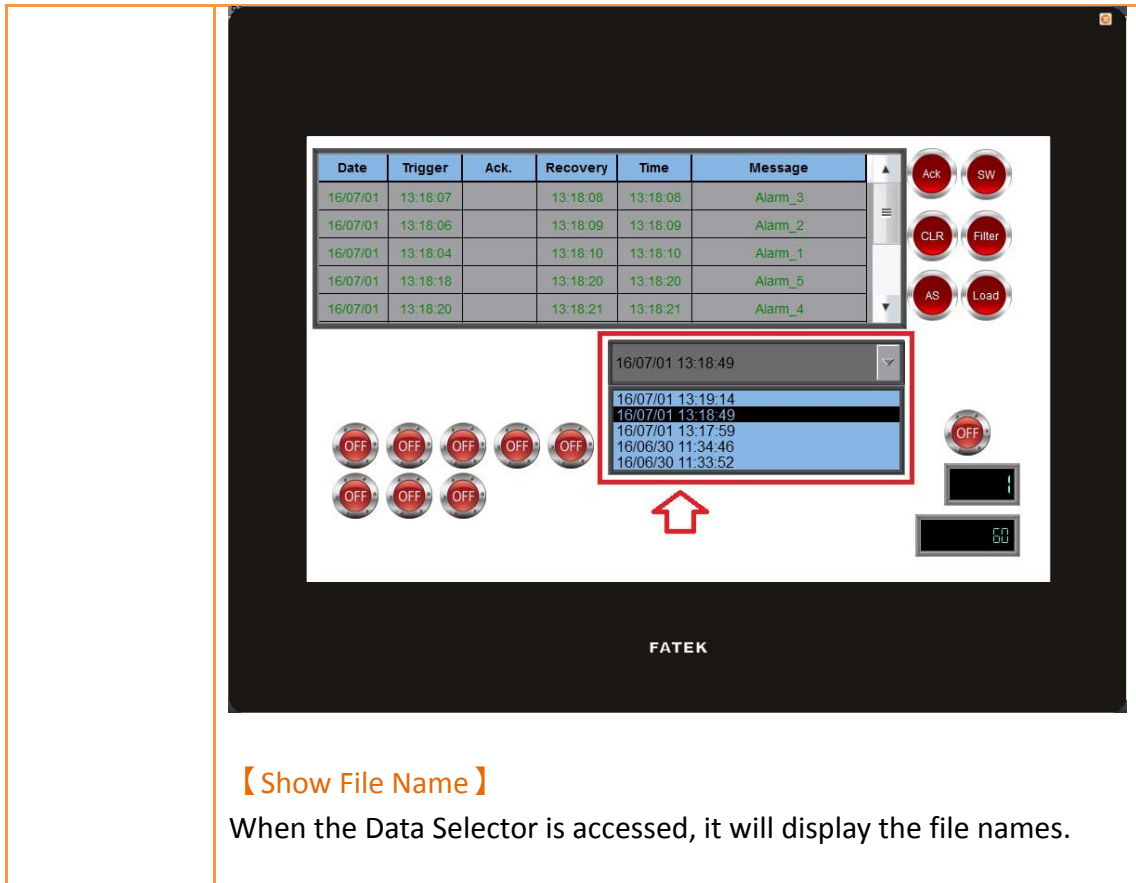 Date Trigger Ack. Recovery Time Message
16/07/01 13:18:07 13:18:08 13:18:08 Alarm_3
16/07/01 13:18:06 13:18:09 13:18:09 Alarm_2
16/07/01 13:18:04 13:18:10 13:18:10 Alarm_1
16/07/01 13:18:18 13:18:20 13:18:20 Alarm_5
16/07/01 13:18:20 13:18:21 13:18:21 Alarm_4
Ack SW
CLR Filter
AS Load
16/07/01 13:18:49
16/07/01 13:19:14
16/07/01 13:18:49
16/07/01 13:17:59
16/06/30 11:34:46
16/06/30 11:33:52
OFF OFF OFF OFF OFF
OFF OFF OFF
OFF
1
60
FATEK
【Show File Name】
When the Data Selector is accessed, it will display the file names.